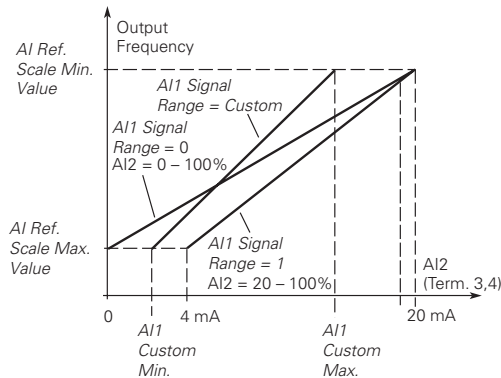 Output
Frequency
AI Ref.
Scale Min.
Value
AI1 Signal
Range = Custom
AI1 Signal
Range = 0
AI2 = 0 – 100%
AI Ref.
Scale Max.
Value
AI1 Signal
Range = 1
AI2 = 20 – 100%
AI2
(Term. 3,4)
0
4 mA
20 mA
AI1
Custom
Min.
AI1
Custom
Max.